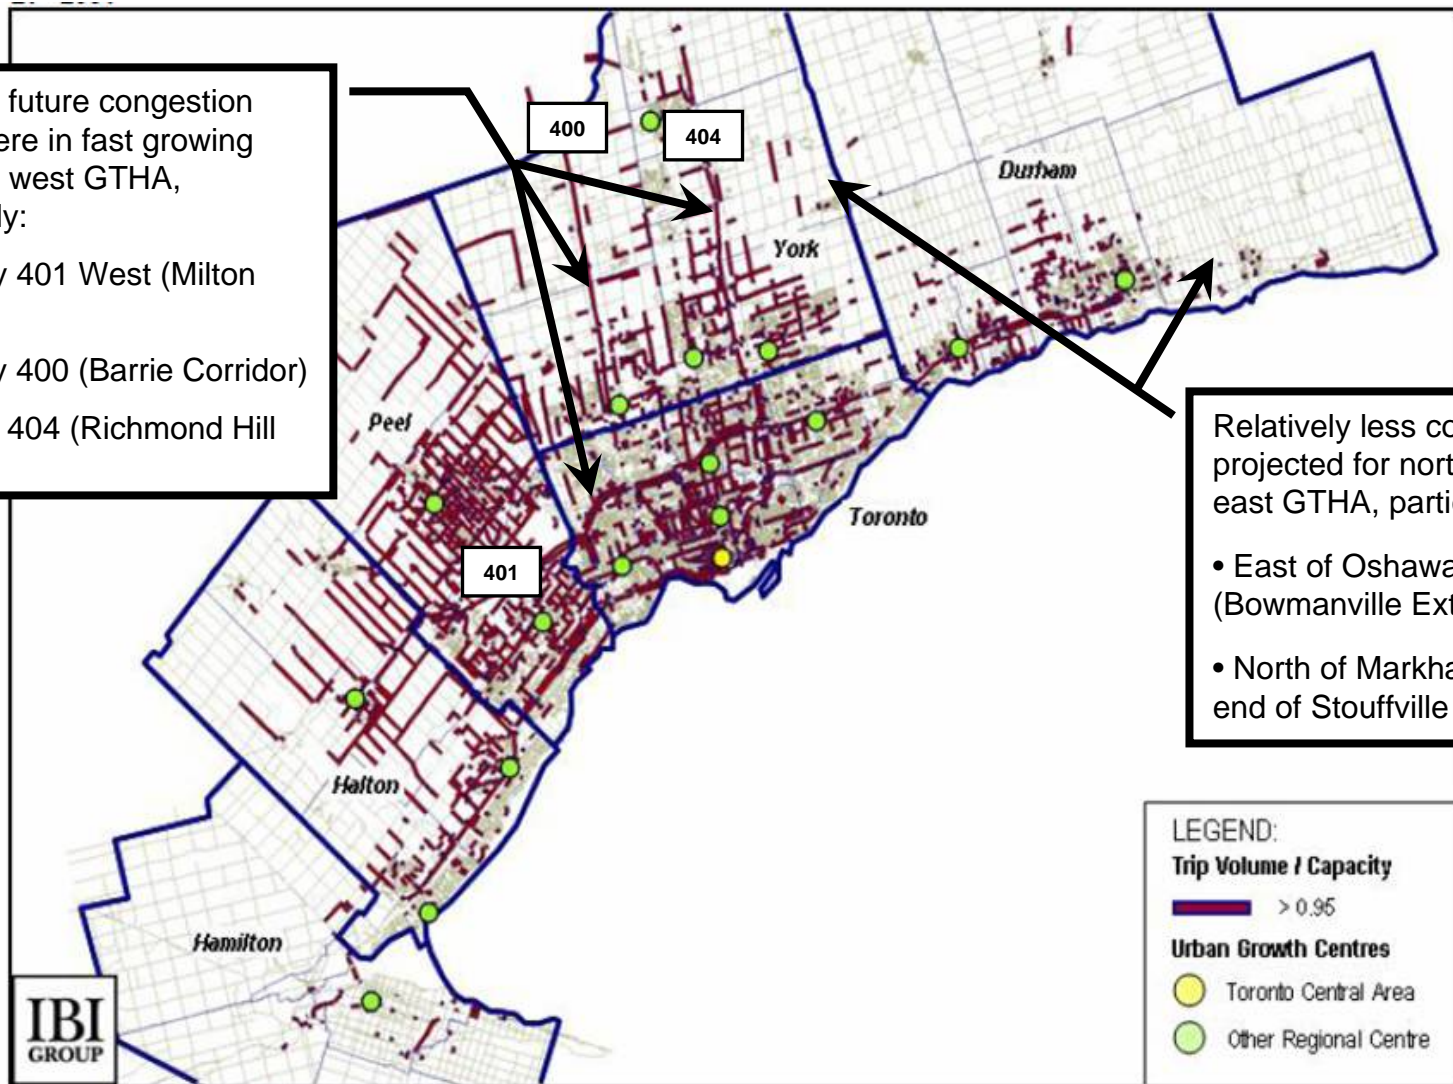 future congestion
ere in fast growing
west GTHA,
ly:
y 401 West (Milton
y 400 (Barrie Corridor)
404 (Richmond Hill
400
404
401
Durham
York
Peel
Toronto
Halton
Hamilton
Relatively less co
projected for nort
east GTHA, parti
• East of Oshawa
(Bowmanville Ext
• North of Markha
end of Stouffville
LEGEND:
Trip Volume / Capacity
> 0.95
Urban Growth Centres
Toronto Central Area
Other Regional Centre
IBI
GROUP